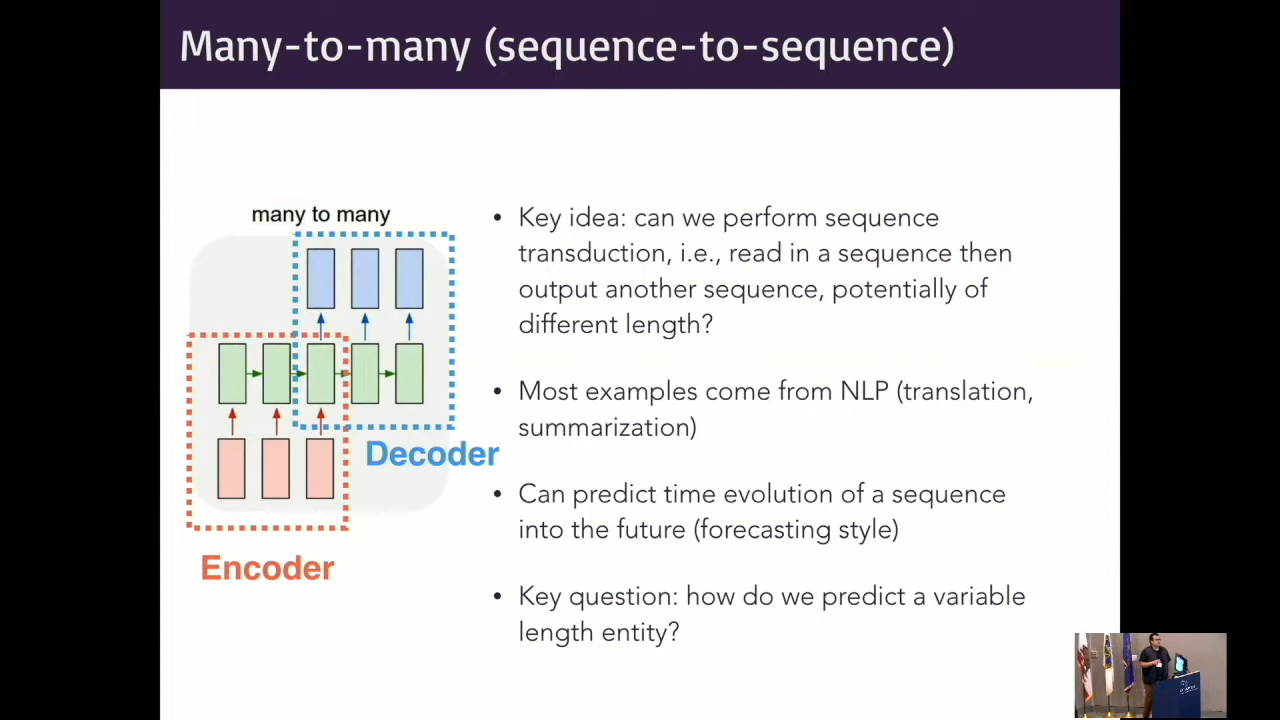 Many-to-many (sequence-to-sequence)
many to many
Decoder
Encoder
• Key idea: can we perform sequence
transduction, i.e., read in a sequence then
output another sequence, potentially of
different length?
• Most examples come from NLP (translation,
summarization)
• Can predict time evolution of a sequence
into the future (forecasting style)
• Key question: how do we predict a variable
length entity?